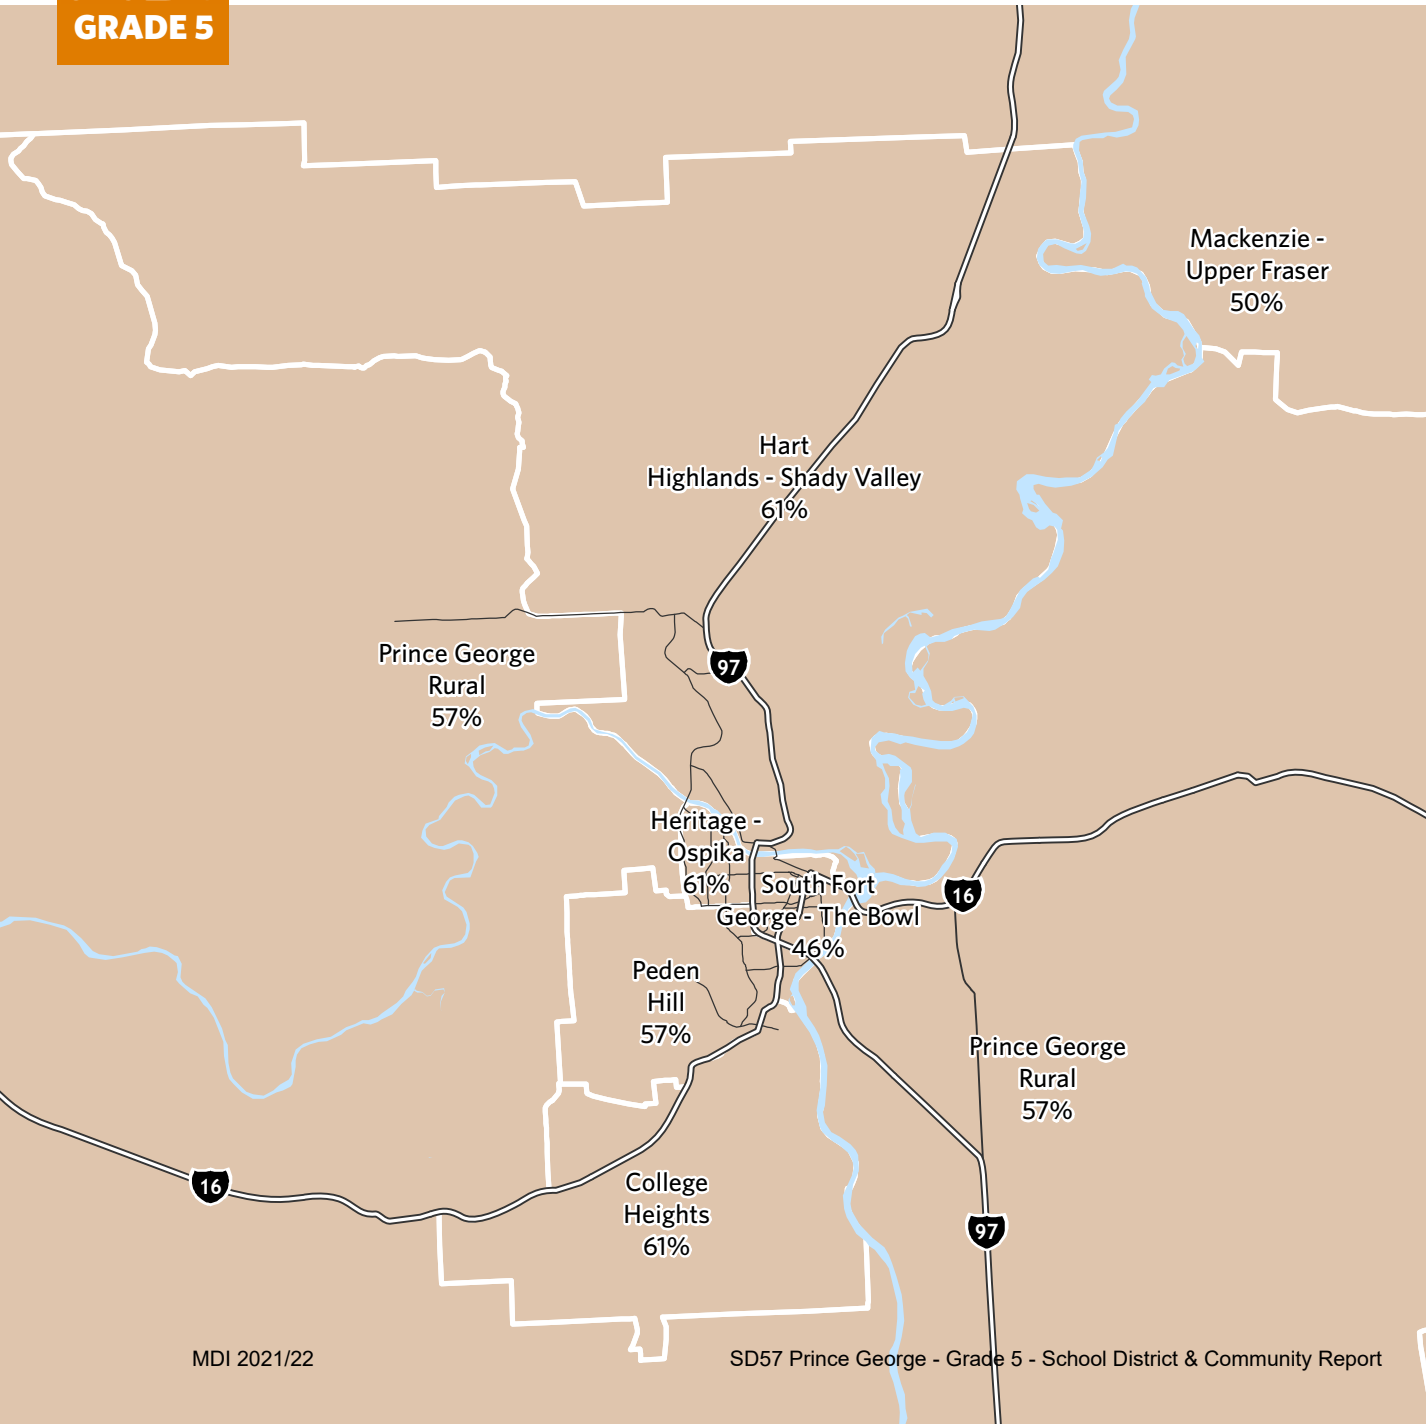 GRADE 5
Mackenzie -
Upper Fraser
50%
Hart
Highlands - Shady Valley
61%
Prince George
Rural
57%
97
Heritage -
Ospika
61%
South Fort
George - The Bowl
46%
16
Peden
Hill
57%
Prince George
Rural
57%
16
College
Heights
61%
97
MDI 2021/22
SD57 Prince George - Grade 5 - School District & Community Report